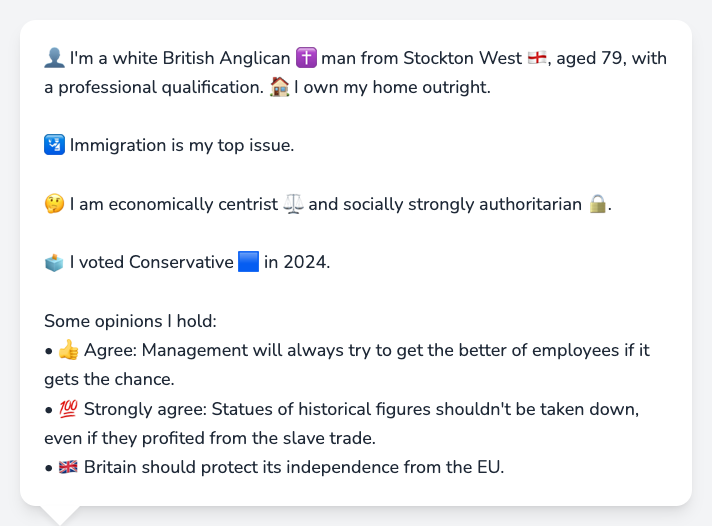 👤 I'm a white British Anglican ✝️ man from Stockton West 🏴󠁧󠁢󠁥󠁮󠁧󠁿, aged 79, with
a professional qualification. 🏠 I own my home outright.
🛂 Immigration is my top issue.
🤔 I am economically centrist ⚖️ and socially strongly authoritarian 🔒.
🗳️ I voted Conservative 🟦 in 2024.
Some opinions I hold:
• 👍 Agree: Management will always try to get the better of employees if it
gets the chance.
• 💯 Strongly agree: Statues of historical figures shouldn't be taken down,
even if they profited from the slave trade.
• 🇬🇧 Britain should protect its independence from the EU.